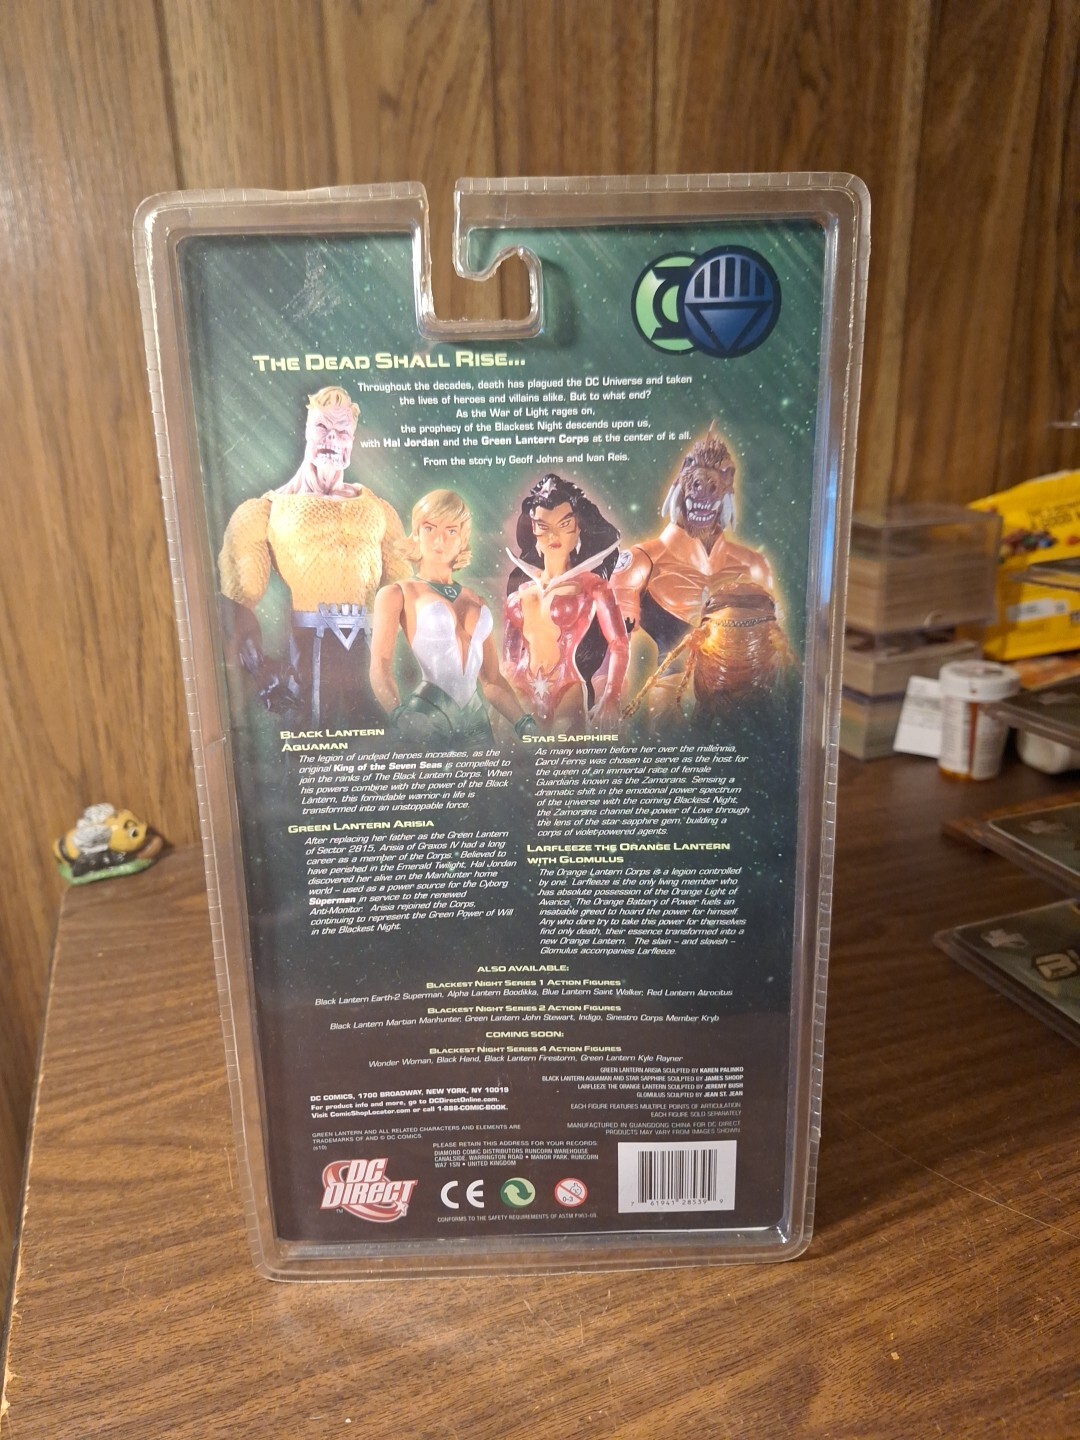 THE DEAD SHALL RISE...
Throughout the decades, death has plagued the DC Universe and taken
the lives of heroes and villains alike. But to what end?
As the War of Light rages on,
the prophecy of the Blackest Night descends upon us,
with Hal Jordan and the Green Lantern Corps at the center of it all.
From the story by Geoff Johns and Ivan Reis.
BLACK LANTERN
AQUAMAN
The legion of undead heroes increases, as the
original King of the Seven Seas is compelled to
join the ranks of The Black Lantern Corps. When
his powers combine with the power of the Black
Lantern, this formidable warrior in life is
transformed into an unstoppable force.
GREEN LANTERN ARISIA
After replacing her father as the Green Lantern
of Sector 2815, Arisia of Graxos IV had a long
career as a member of the Corps. Believed to
have perished in the Emerald Twilight, Hal Jordan
discovered her alive on the Manhunter home
world – used as a power source for the Cyborg
Superman in service to the renewed
Anti-Monitor. Arisia rejoined the Corps,
continuing to represent the Green Power of Will
in the Blackest Night.
STAR SAPPHIRE
As many women before her over the millennia,
Carol Ferris was chosen to serve as the host for
the queen of an immortal race of female
Guardians known as the Zamorans. Sensing a
dramatic shift in the emotional power spectrum
of the universe with the coming Blackest Night,
the Zamorans channel the power of Love through
the lens of the star-sapphire gem, building a
corps of violet-powered agents.
LARFLEEZE THE ORANGE LANTERN
WITH GLOMULUS
The Orange Lantern Corps is a legion controlled
by one. Larfleeze is the only living member who
has absolute possession of the Orange Light of
Avarice. The Orange Battery of Power fuels an
insatiable greed to hoard the power for himself.
Any who dare try to take this power for themselves
find only death, their essence transformed into a
new Orange Lantern. The slain – and slavish –
Glomulus accompanies Larfleeze.
ALSO AVAILABLE:
BLACKEST NIGHT SERIES 1 ACTION FIGURES
Black Lantern Earth-2 Superman, Alpha Lantern Boodikka, Blue Lantern Saint Walker, Red Lantern Atrocitus
BLACKEST NIGHT SERIES 2 ACTION FIGURES
Black Lantern Martian Manhunter, Green Lantern John Stewart, Indigo, Sinestro Corps Member Kryb
COMING SOON:
BLACKEST NIGHT SERIES 4 ACTION FIGURES
Wonder Woman, Black Hand, Black Lantern Firestorm, Green Lantern Kyle Rayner
GREEN LANTERN ARISIA SCULPTED BY KAREN PALINKO
BLACK LANTERN AQUAMAN AND STAR SAPPHIRE SCULPTED BY JAMES SHOOP
LARFLEEZE THE ORANGE LANTERN SCULPTED BY JEREMY BUSH
GLOMULUS SCULPTED BY JEAN ST. JEAN
EACH FIGURE FEATURES MULTIPLE POINTS OF ARTICULATION
EACH FIGURE SOLD SEPARATELY
MANUFACTURED IN GUANGDONG CHINA FOR DC DIRECT
PRODUCTS MAY VARY FROM IMAGES SHOWN
DC COMICS, 1700 BROADWAY, NEW YORK, NY 10019
For product info and more, go to DCDirectOnline.com.
Visit ComicShopLocator.com or call 1-888-COMIC-BOOK.
GREEN LANTERN AND ALL RELATED CHARACTERS AND ELEMENTS ARE
TRADEMARKS OF AND © DC COMICS.
(s10)
PLEASE RETAIN THIS ADDRESS FOR YOUR RECORDS:
DIAMOND COMIC DISTRIBUTORS RUNCORN WAREHOUSE
CANALSIDE, WARRINGTON ROAD • MANOR PARK, RUNCORN
WA7 1SN • UNITED KINGDOM
DC
DIRECT
TM
CE
0-3
CONFORMS TO THE SAFETY REQUIREMENTS OF ASTM F963-08.
7 61941 28539 9